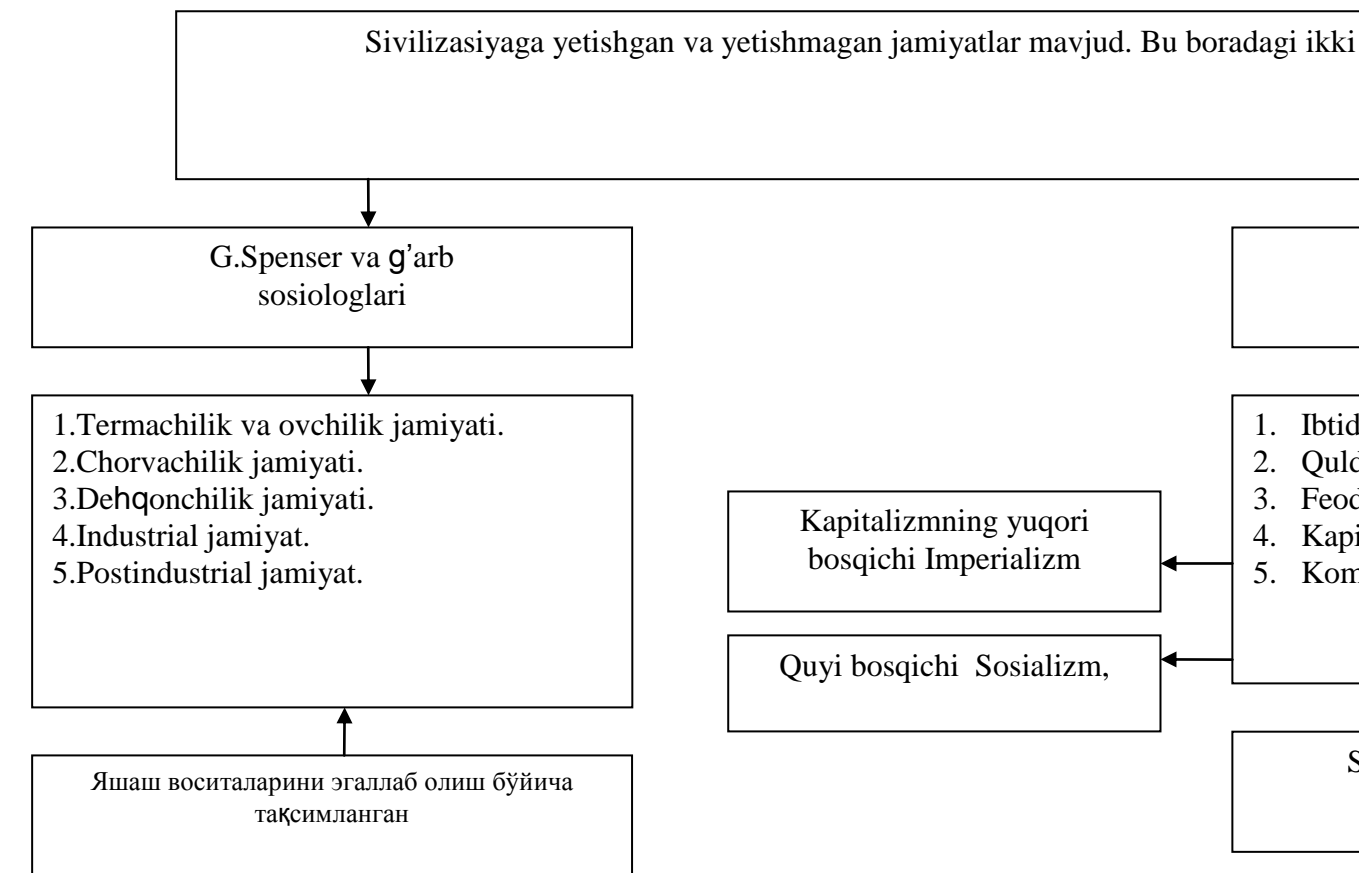 Sivilizasiyaga yetishgan va yetishmagan jamiyatlar mavjud. Bu boradagi ikki
G.Spenser va g’arb
sosiologlari
1.Termachilik va ovchilik jamiyati.
2.Chorvachilik jamiyati.
3.Dehqonchilik jamiyati.
4.Industrial jamiyat.
5.Postindustrial jamiyat.
Яшаш воситаларини эгаллаб олиш бўйича
тақсимланган
Kapitalizmning yuqori
bosqichi Imperializm
Quyi bosqichi Sosializm,
1. Ibtid
2. Quld
3. Feod
4. Kapi
5. Kom
S